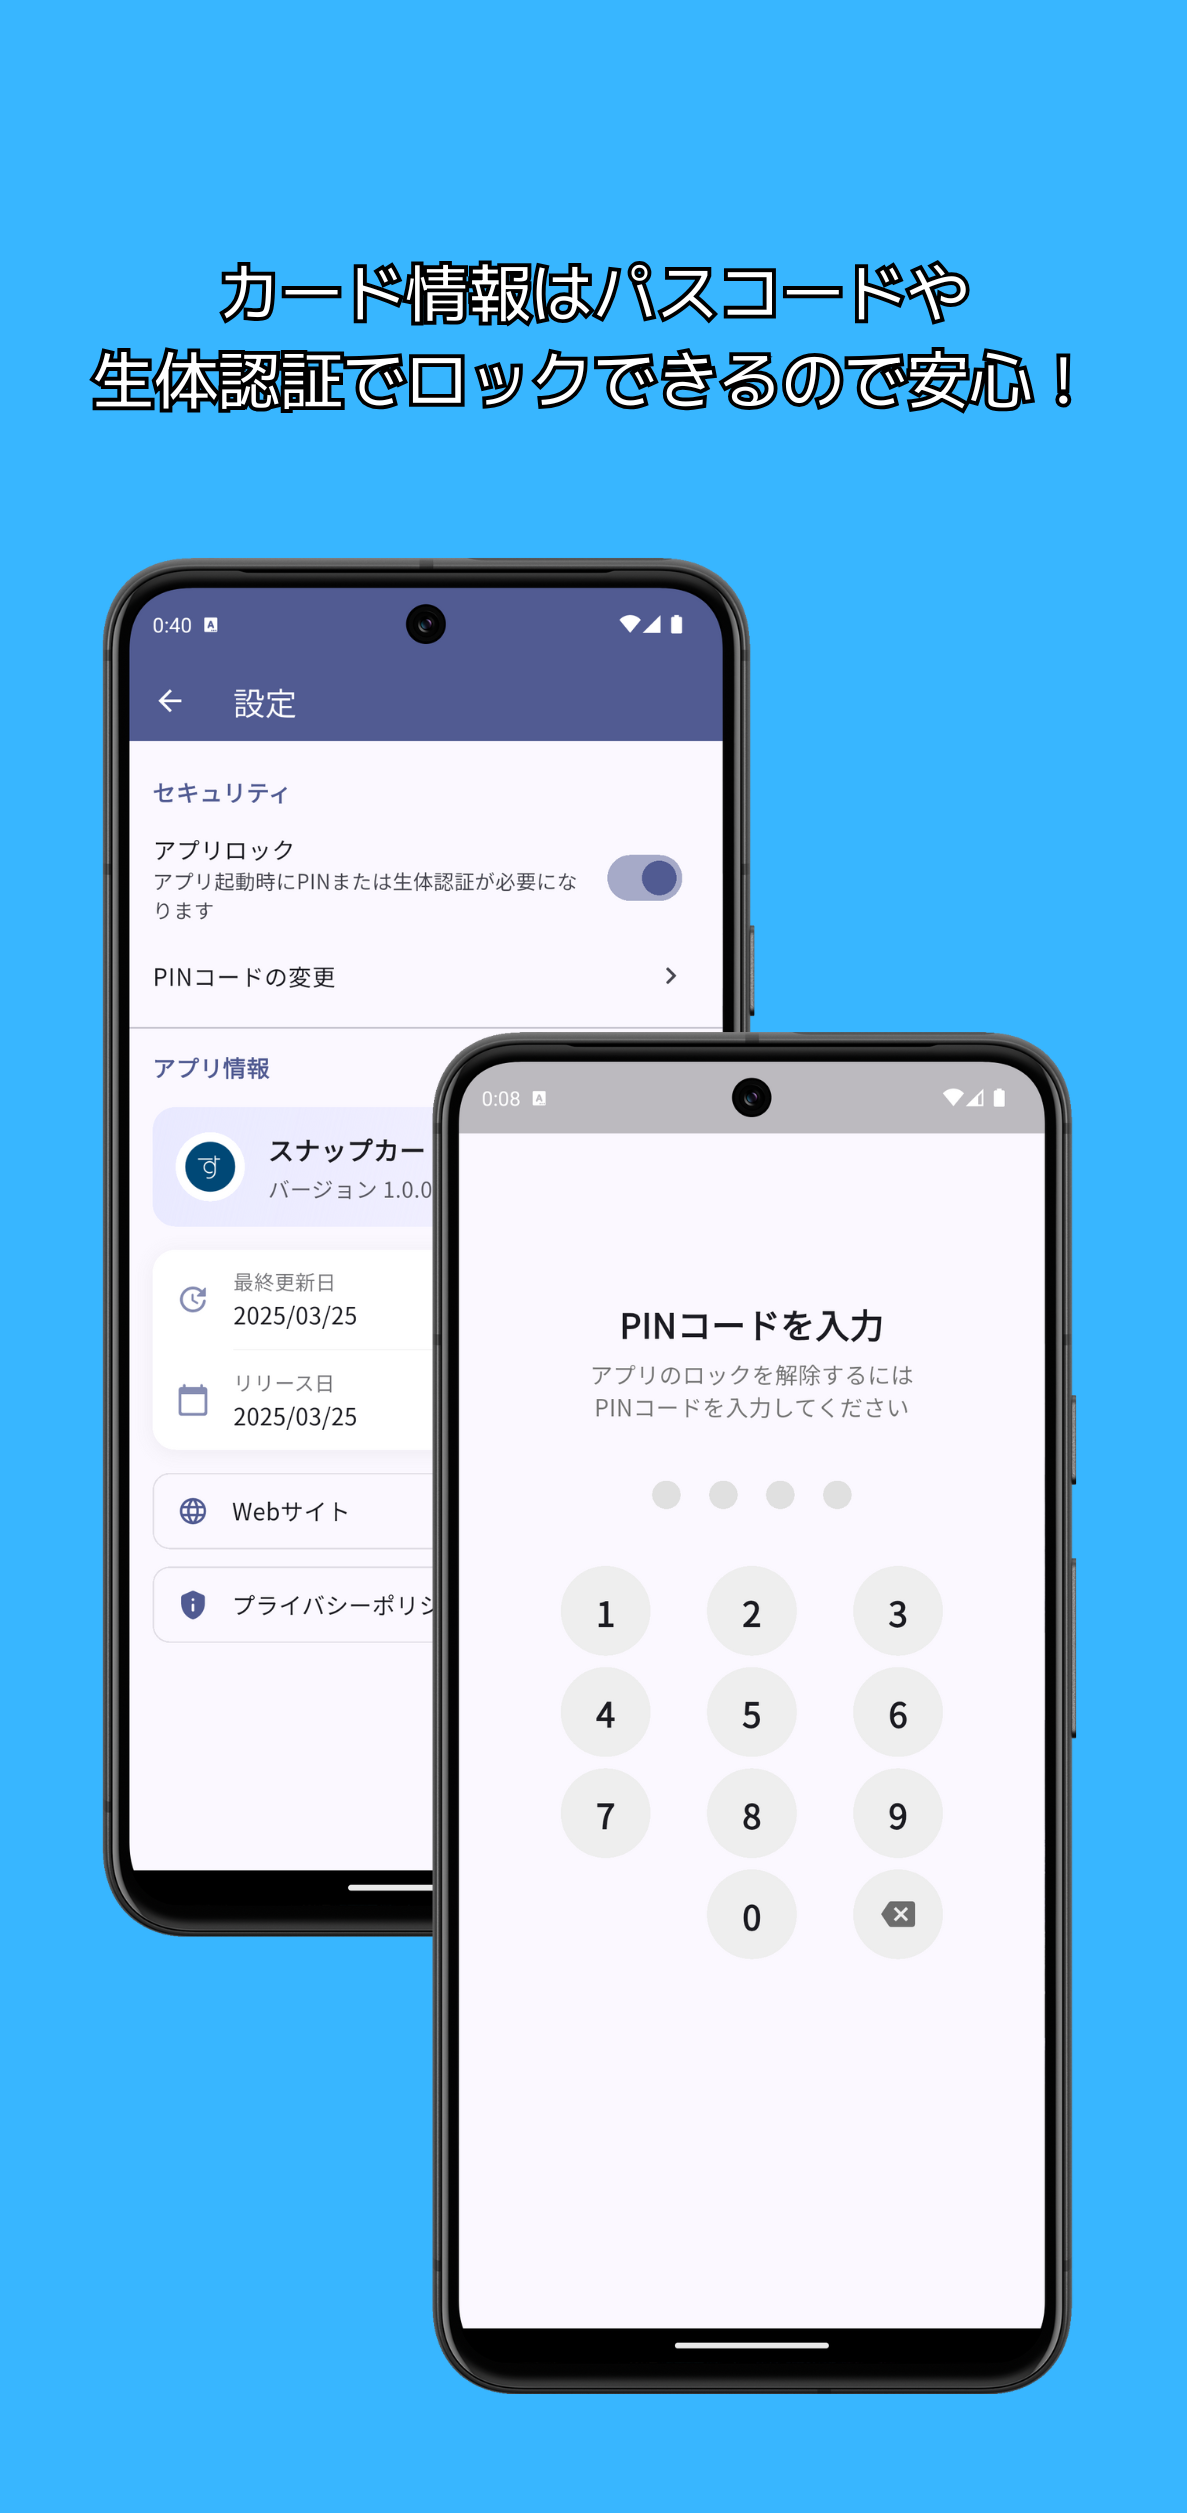 カード情報はパスコードや
生体認証でロックできるので安心！
0:40
設定
セキュリティ
アプリロック
アプリ起動時にPINまたは生体認証が必要にな
ります
PINコードの変更
アプリ情報
す
スナップカー
バージョン 1.0.0
最終更新日
2025/03/25
リリース日
2025/03/25
Webサイト
プライバシーポリシ
0:08
PINコードを入力
アプリのロックを解除するには
PINコードを入力してください
1 2 3
4 5 6
7 8 9
0